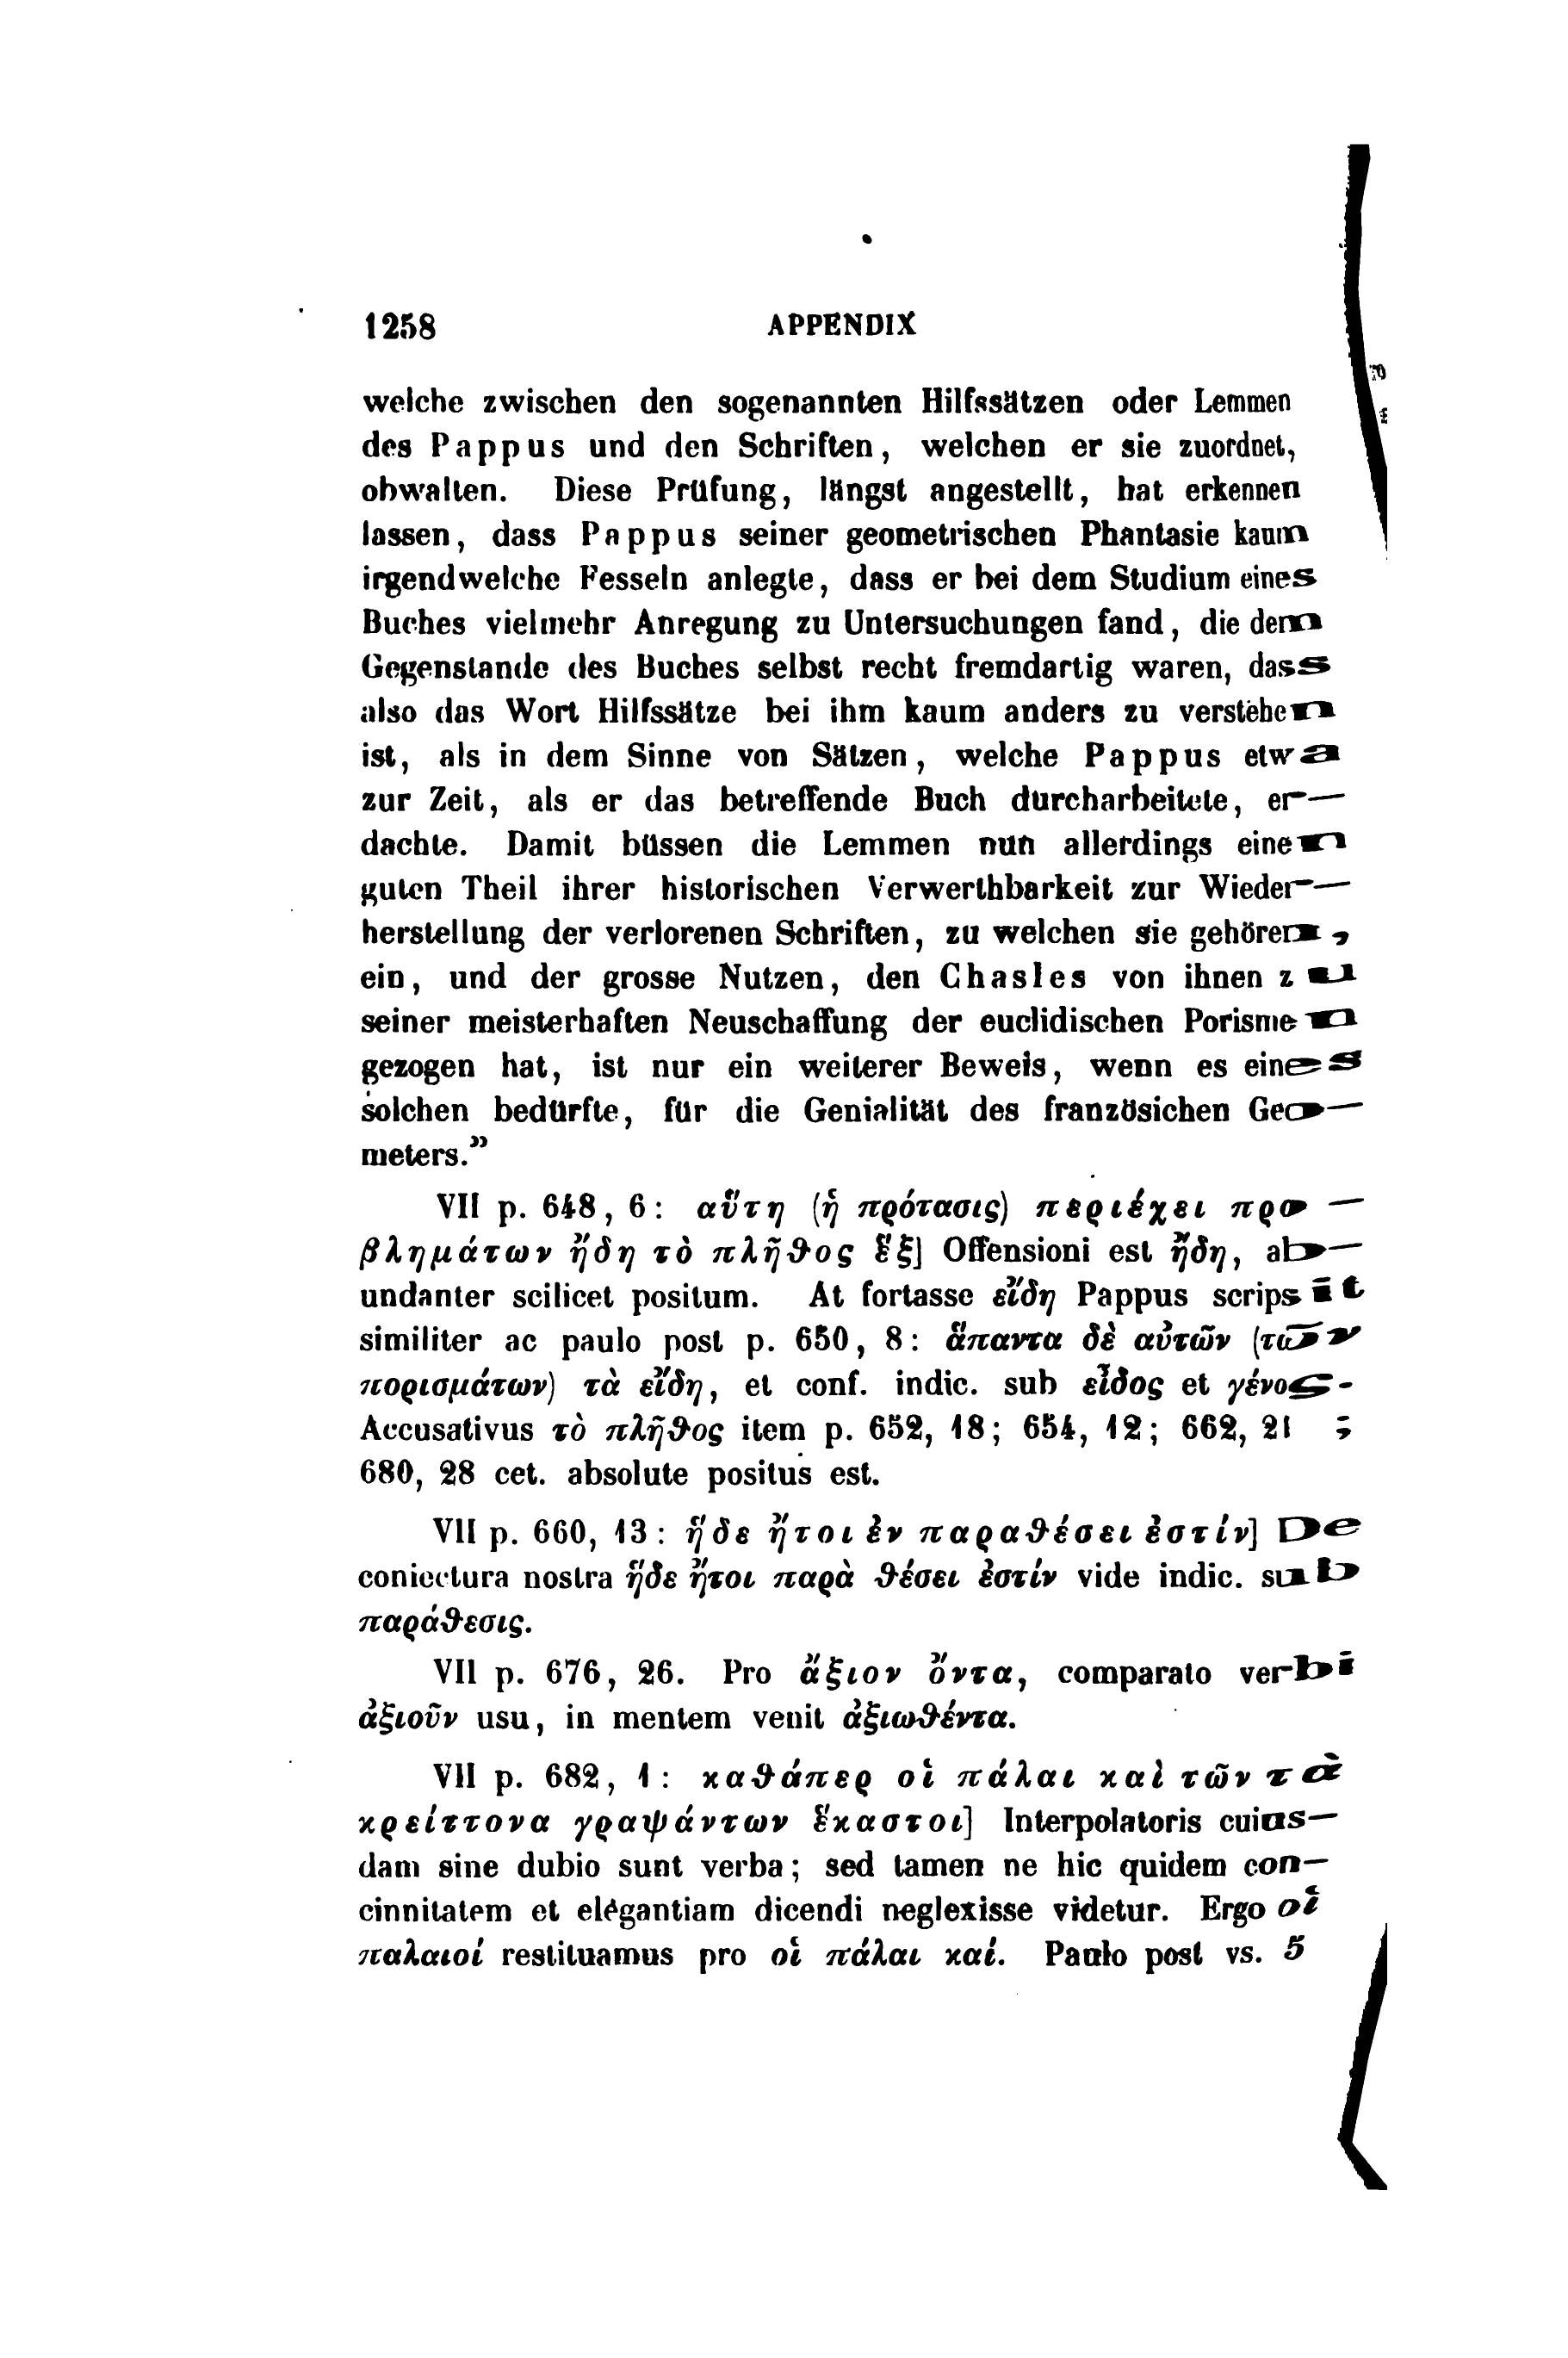 1258 APPENDIX
welche zwischen den sogenannten Hilfssätzen oder Lemmen
des Pappus und den Schriften, welchen er sie zuordnet,
obwalten. Diese Prüfung, längst angestellt, hat erkennen
lassen, dass Pappus seiner geometrischen Phantasie kaum
irgendwelche Fesseln anlegte, dass er bei dem Studium eines
Buches vielmehr Anregung zu Untersuchungen fand, die dem
Gegenstande des Buches selbst recht fremdartig waren, dass
also das Wort Hilfssätze bei ihm kaum anders zu verstehen
ist, als in dem Sinne von Sätzen, welche Pappus etwa
zur Zeit, als er das betreffende Buch durcharbeitete, er-
dachte. Damit büssen die Lemmen nun allerdings einen
guten Theil ihrer historischen Verwerthbarkeit zur Wieder-
herstellung der verlorenen Schriften, zu welchen sie gehören,
ein, und der grosse Nutzen, den Chasles von ihnen zu
seiner meisterhaften Neuschaffung der euclidischen Porismen
gezogen hat, ist nur ein weiterer Beweis, wenn es eines
solchen bedürfte, für die Genialität des französichen Geo-
meters.”
VII p. 648, 6: αὕτη (ἡ πρότασις) περιέχει προ-
βλημάτων ἤδη τὸ πλῆθος ἕξ] Offensioni est ἤδη, ab-
undanter scilicet positum. At fortasse εἴδη Pappus scripsit
similiter ac paulo post p. 650, 8: ἅπαντα δὲ αὐτῶν (τῶν
πορισμάτων) τὰ εἴδη, et conf. indic. sub εἶδος et γένος.
Accusativus τὸ πλῆθος item p. 652, 18; 654, 12; 662, 21;
680, 28 cet. absolute positus est.
VII p. 660, 13: ἥδε ἤτοι ἐν παραθέσει ἐστίν] De
coniectura nostra ἥδε ἤτοι παρὰ θέσει ἐστίν vide indic. sub
παράθεσις.
VII p. 676, 26. Pro ἄξιον ὄντα, comparato verbi
ἀξιοῦν usu, in mentem venit ἀξιωθέντα.
VII p. 682, 1: καθάπερ οἱ πάλαι καὶ τῶν τὰ
κρείττονα γραψάντων ἕκαστοι] Interpolatoris cuius-
dam sine dubio sunt verba; sed tamen ne hic quidem con-
cinnitatem et elegantiam dicendi neglexisse videtur. Ergo οἱ
παλαιοί restituamus pro οἱ πάλαι καί. Paulo post vs. 5